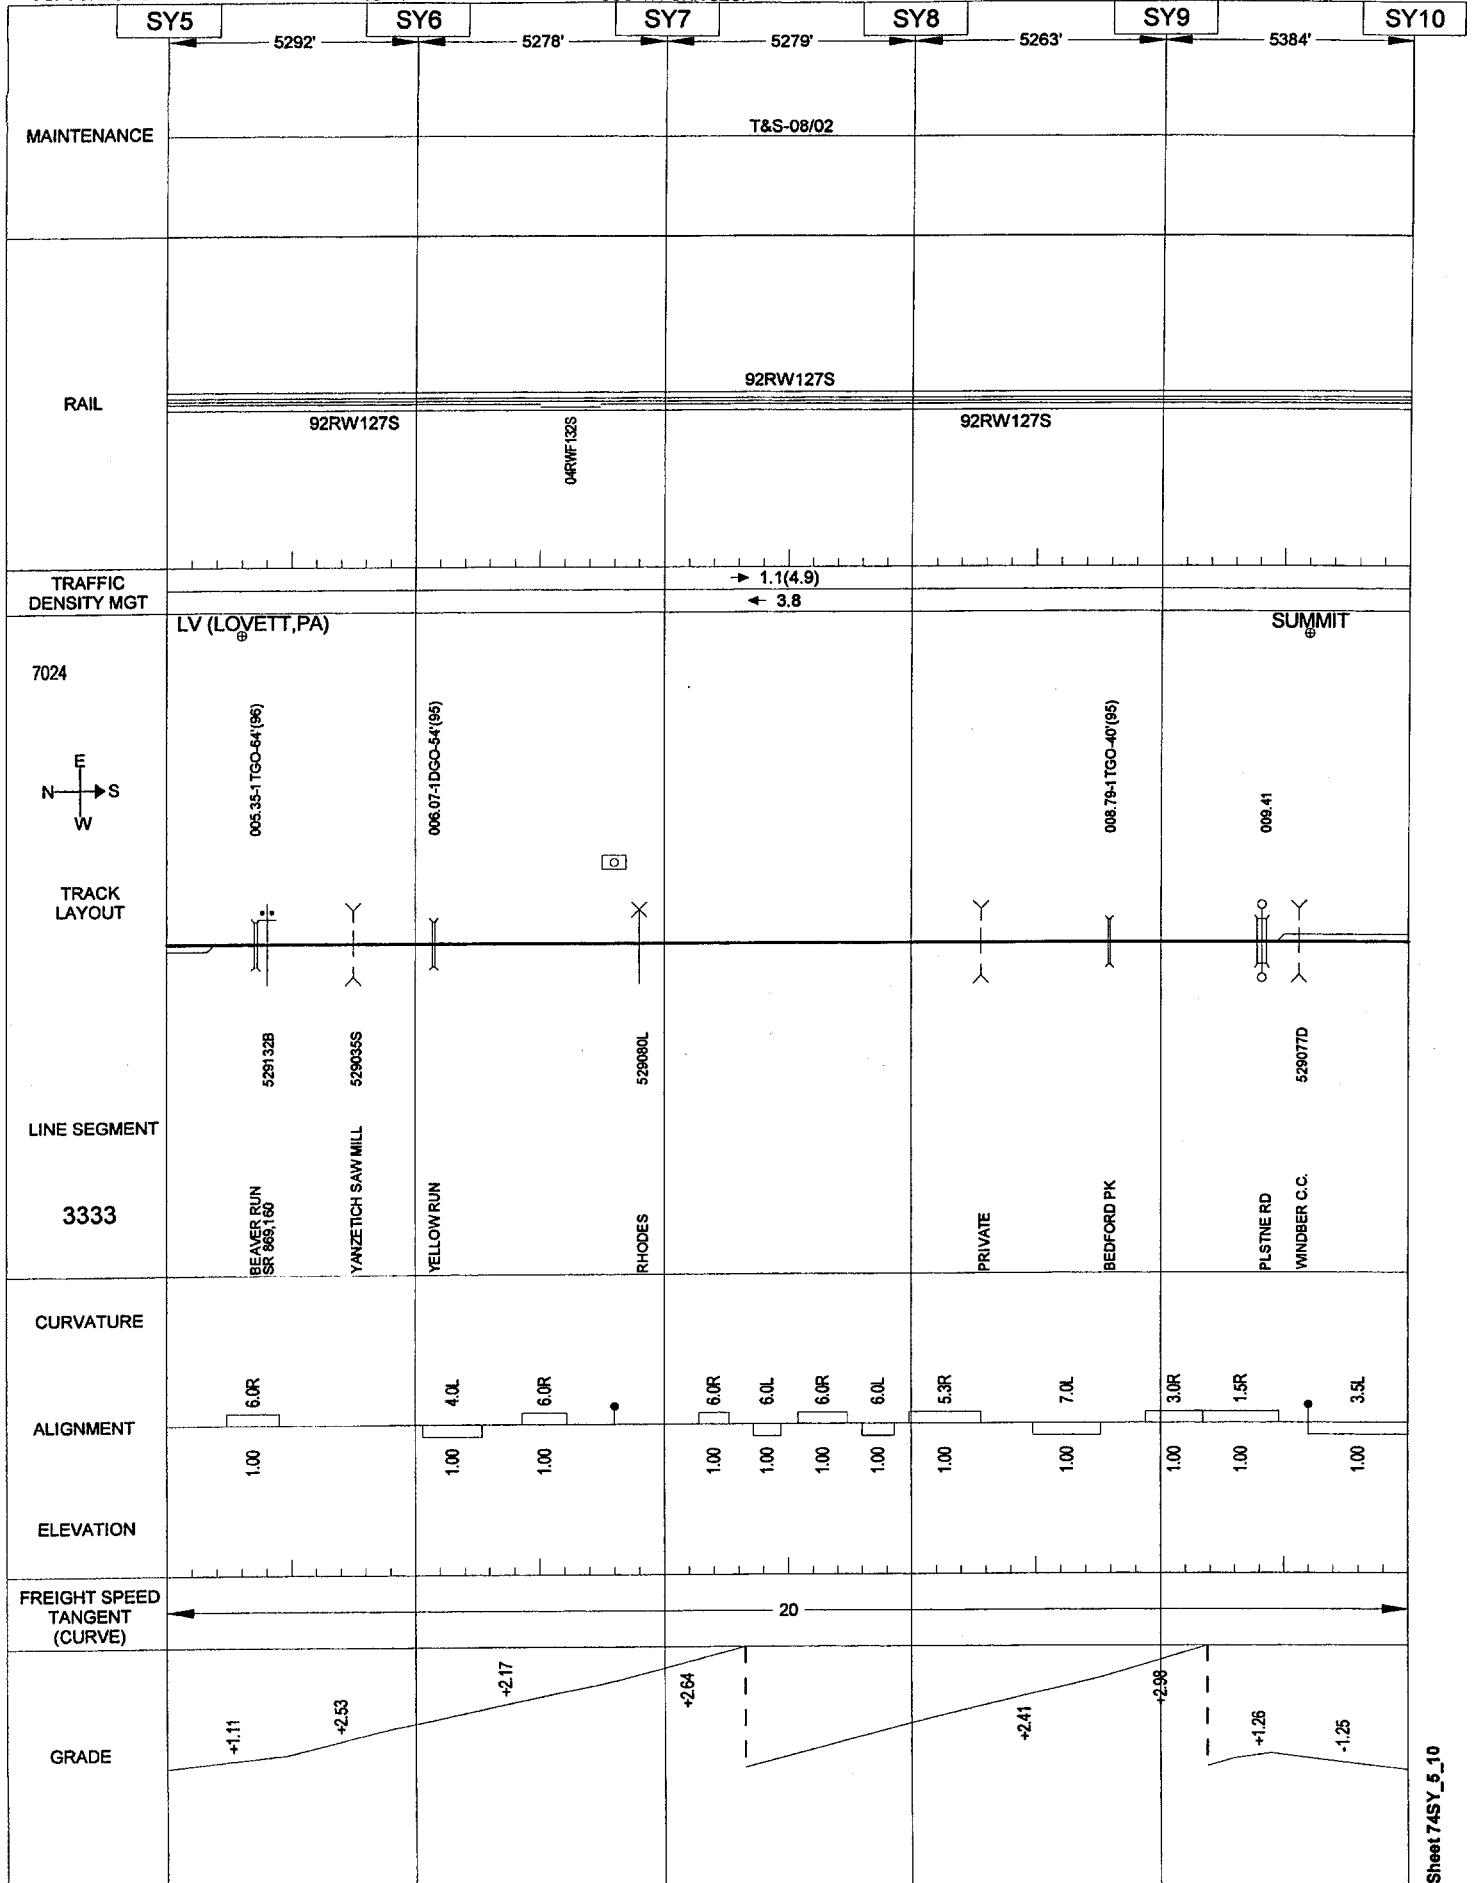 SY5 SY6 SY7 SY8 SY9 SY10
5292' 5278' 5279' 5263' 5384'
MAINTENANCE
T&S-08/02
RAIL
92RW127S
92RW127S 92RW127S
04RWF132S
TRAFFIC
DENSITY MGT
1.1(4.9)
3.8
LV (LOVETT,PA)
SUMMIT
7024
E
N S
W
005.35-1TGO-64'(96)
006.07-1DGO-54'(95)
008.79-1TGO-40'(95)
009.41
TRACK
LAYOUT
529132B
529035S
529080L
529077D
LINE SEGMENT
3333
BEAVER RUN
SR 869,160
YANZETICH SAW MILL
YELLOW RUN
RHODES
PRIVATE
BEDFORD PK
PLSTNE RD
WINDBER C.C.
CURVATURE
6.0R 4.0L 6.0R 6.0R 6.0L 6.0R 6.0L 5.3R 7.0L 3.0R 1.5R 3.5L
ALIGNMENT
1.00 1.00 1.00 1.00 1.00 1.00 1.00 1.00 1.00 1.00 1.00 1.00
ELEVATION
FREIGHT SPEED
TANGENT
(CURVE)
20
GRADE
+1.11 +2.53 +2.17 +2.64 +2.41 +2.98 +1.26 -1.25
Sheet 74SY_5_10